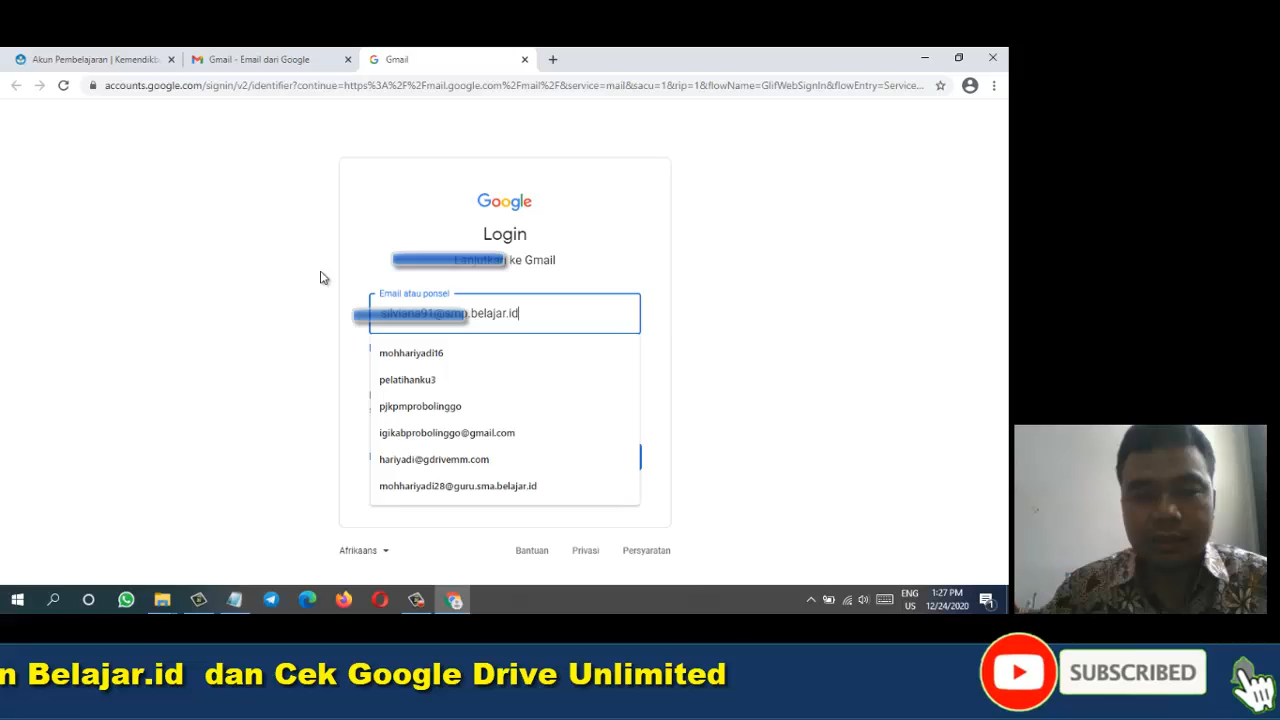 Akun Pembelajaran | Kemendikb
Gmail - Email dari Google
Gmail
accounts.google.com/signin/v2/identifier?continue=https%3A%2F%2Fmail.google.com%2Fmail%2F&service=mail&sacu=1&rip=1&flowName=GlifWebSignIn&flowEntry=Service...
Google
Login
Lanjutkan ke Gmail
Email atau ponsel
.belajar.id
mohhariyadi16
pelatihanku3
pjkpmprobolinggo
igikabprobolinggo@gmail.com
hariyadi@gdrivemm.com
mohhariyadi28@guru.sma.belajar.id
Afrikaans
Bantuan
Privasi
Persyaratan
ENG
US
1:27 PM
12/24/2020
n Belajar.id dan Cek Google Drive Unlimited
SUBSCRIBED